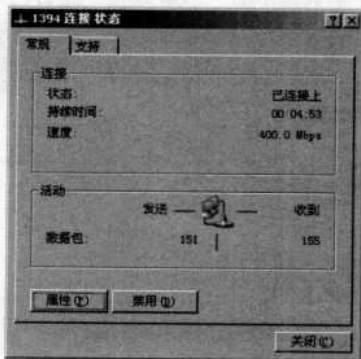 1394 连接 状态
常规 支持
连接
状态: 已连接上
持续时间: 00:04:53
速度: 400.0 Mbps
活动
发送 — — 收到
数据包: 151 | 155
属性(P) 禁用(D)
关闭(C)